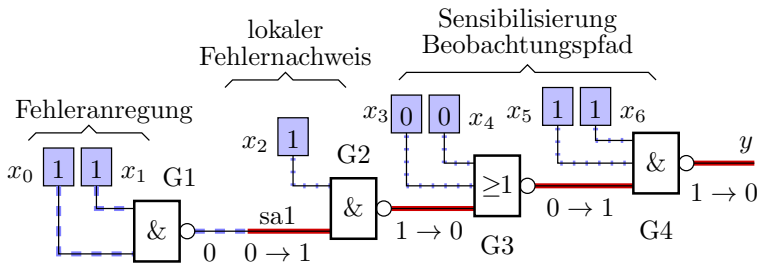 Sensibilisierung
Beobachtungspfad
lokaler
Fehlernachweis
Fehleranregung
x₃ 0 0 x₄
x₅ 1 1 x₆
x₂ 1
x₀ 1 1 x₁
G1
G2
& y
≥1
&
&
0
sa1
0 → 1
1 → 0
G3
0 → 1
G4
1 → 0